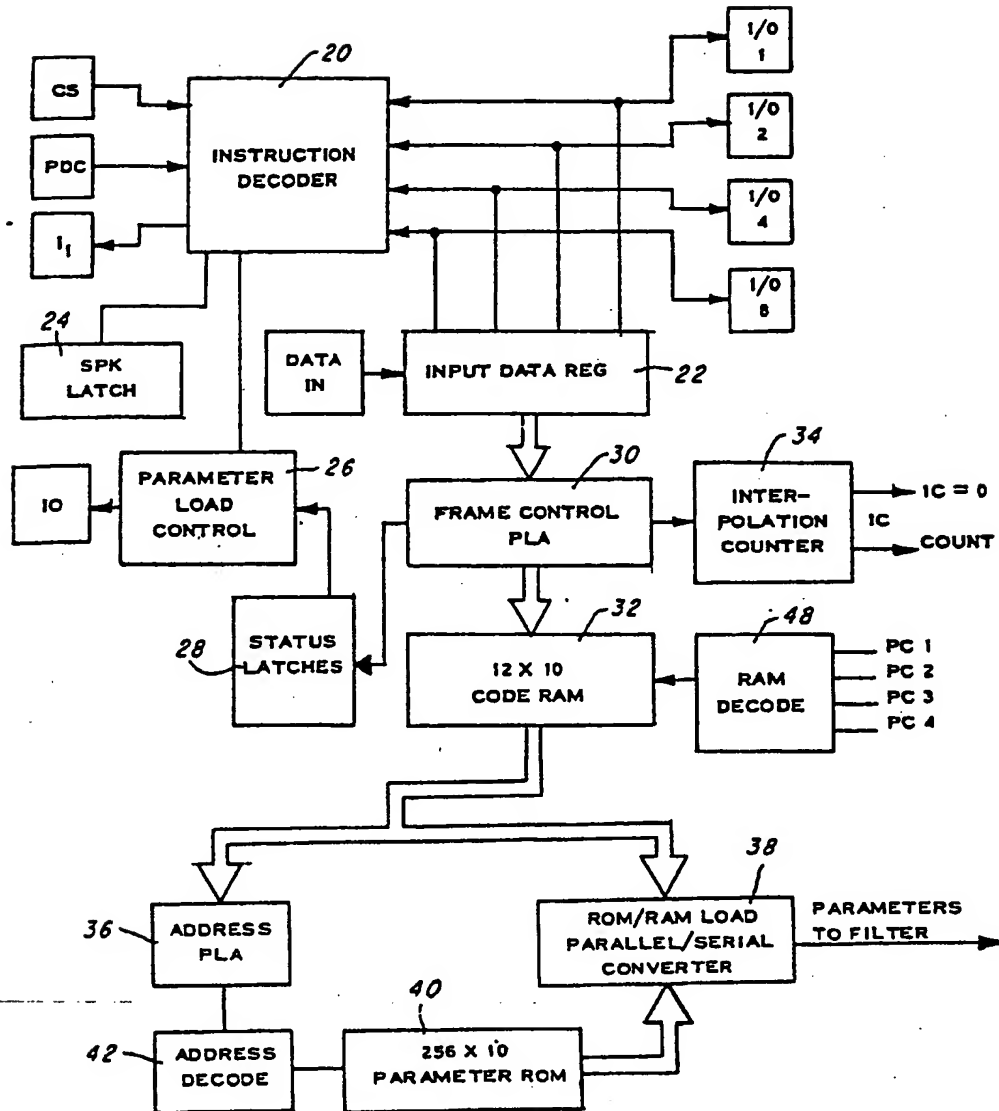 20
I/O
1
CS
INSTRUCTION
DECODER
I/O
2
PDC
I/O
4
I1
I/O
8
24
SPK
LATCH
DATA
IN
INPUT DATA REG
22
34
26
30
IO
PARAMETER
LOAD
CONTROL
FRAME CONTROL
PLA
INTER-
POLATION
COUNTER
IC = 0
IC
COUNT
32
48
28
STATUS
LATCHES
12 X 10
CODE RAM
RAM
DECODE
PC 1
PC 2
PC 3
PC 4
38
36
ADDRESS
PLA
ROM/RAM LOAD
PARALLEL/SERIAL
CONVERTER
PARAMETERS
TO FILTER
40
42
ADDRESS
DECODE
256 X 10
PARAMETER ROM